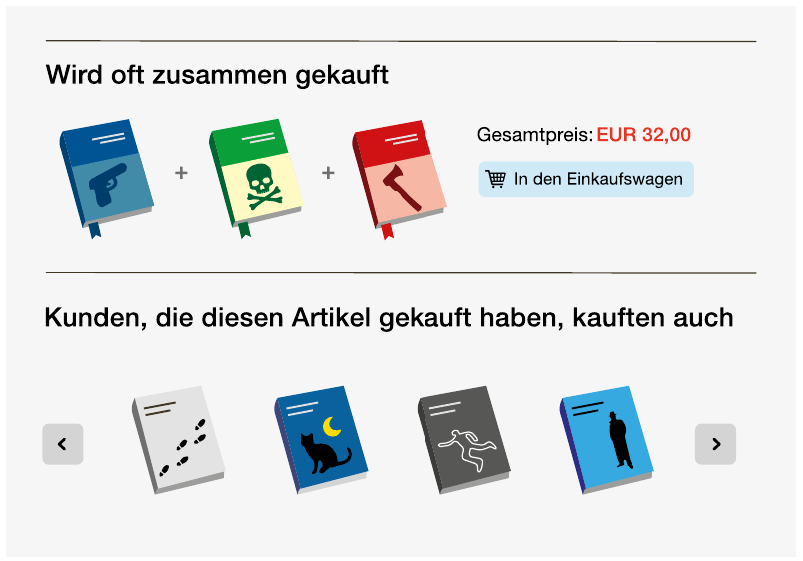 Wird oft zusammen gekauft
Gesamtpreis: EUR 32,00
In den Einkaufswagen
Kunden, die diesen Artikel gekauft haben, kauften auch